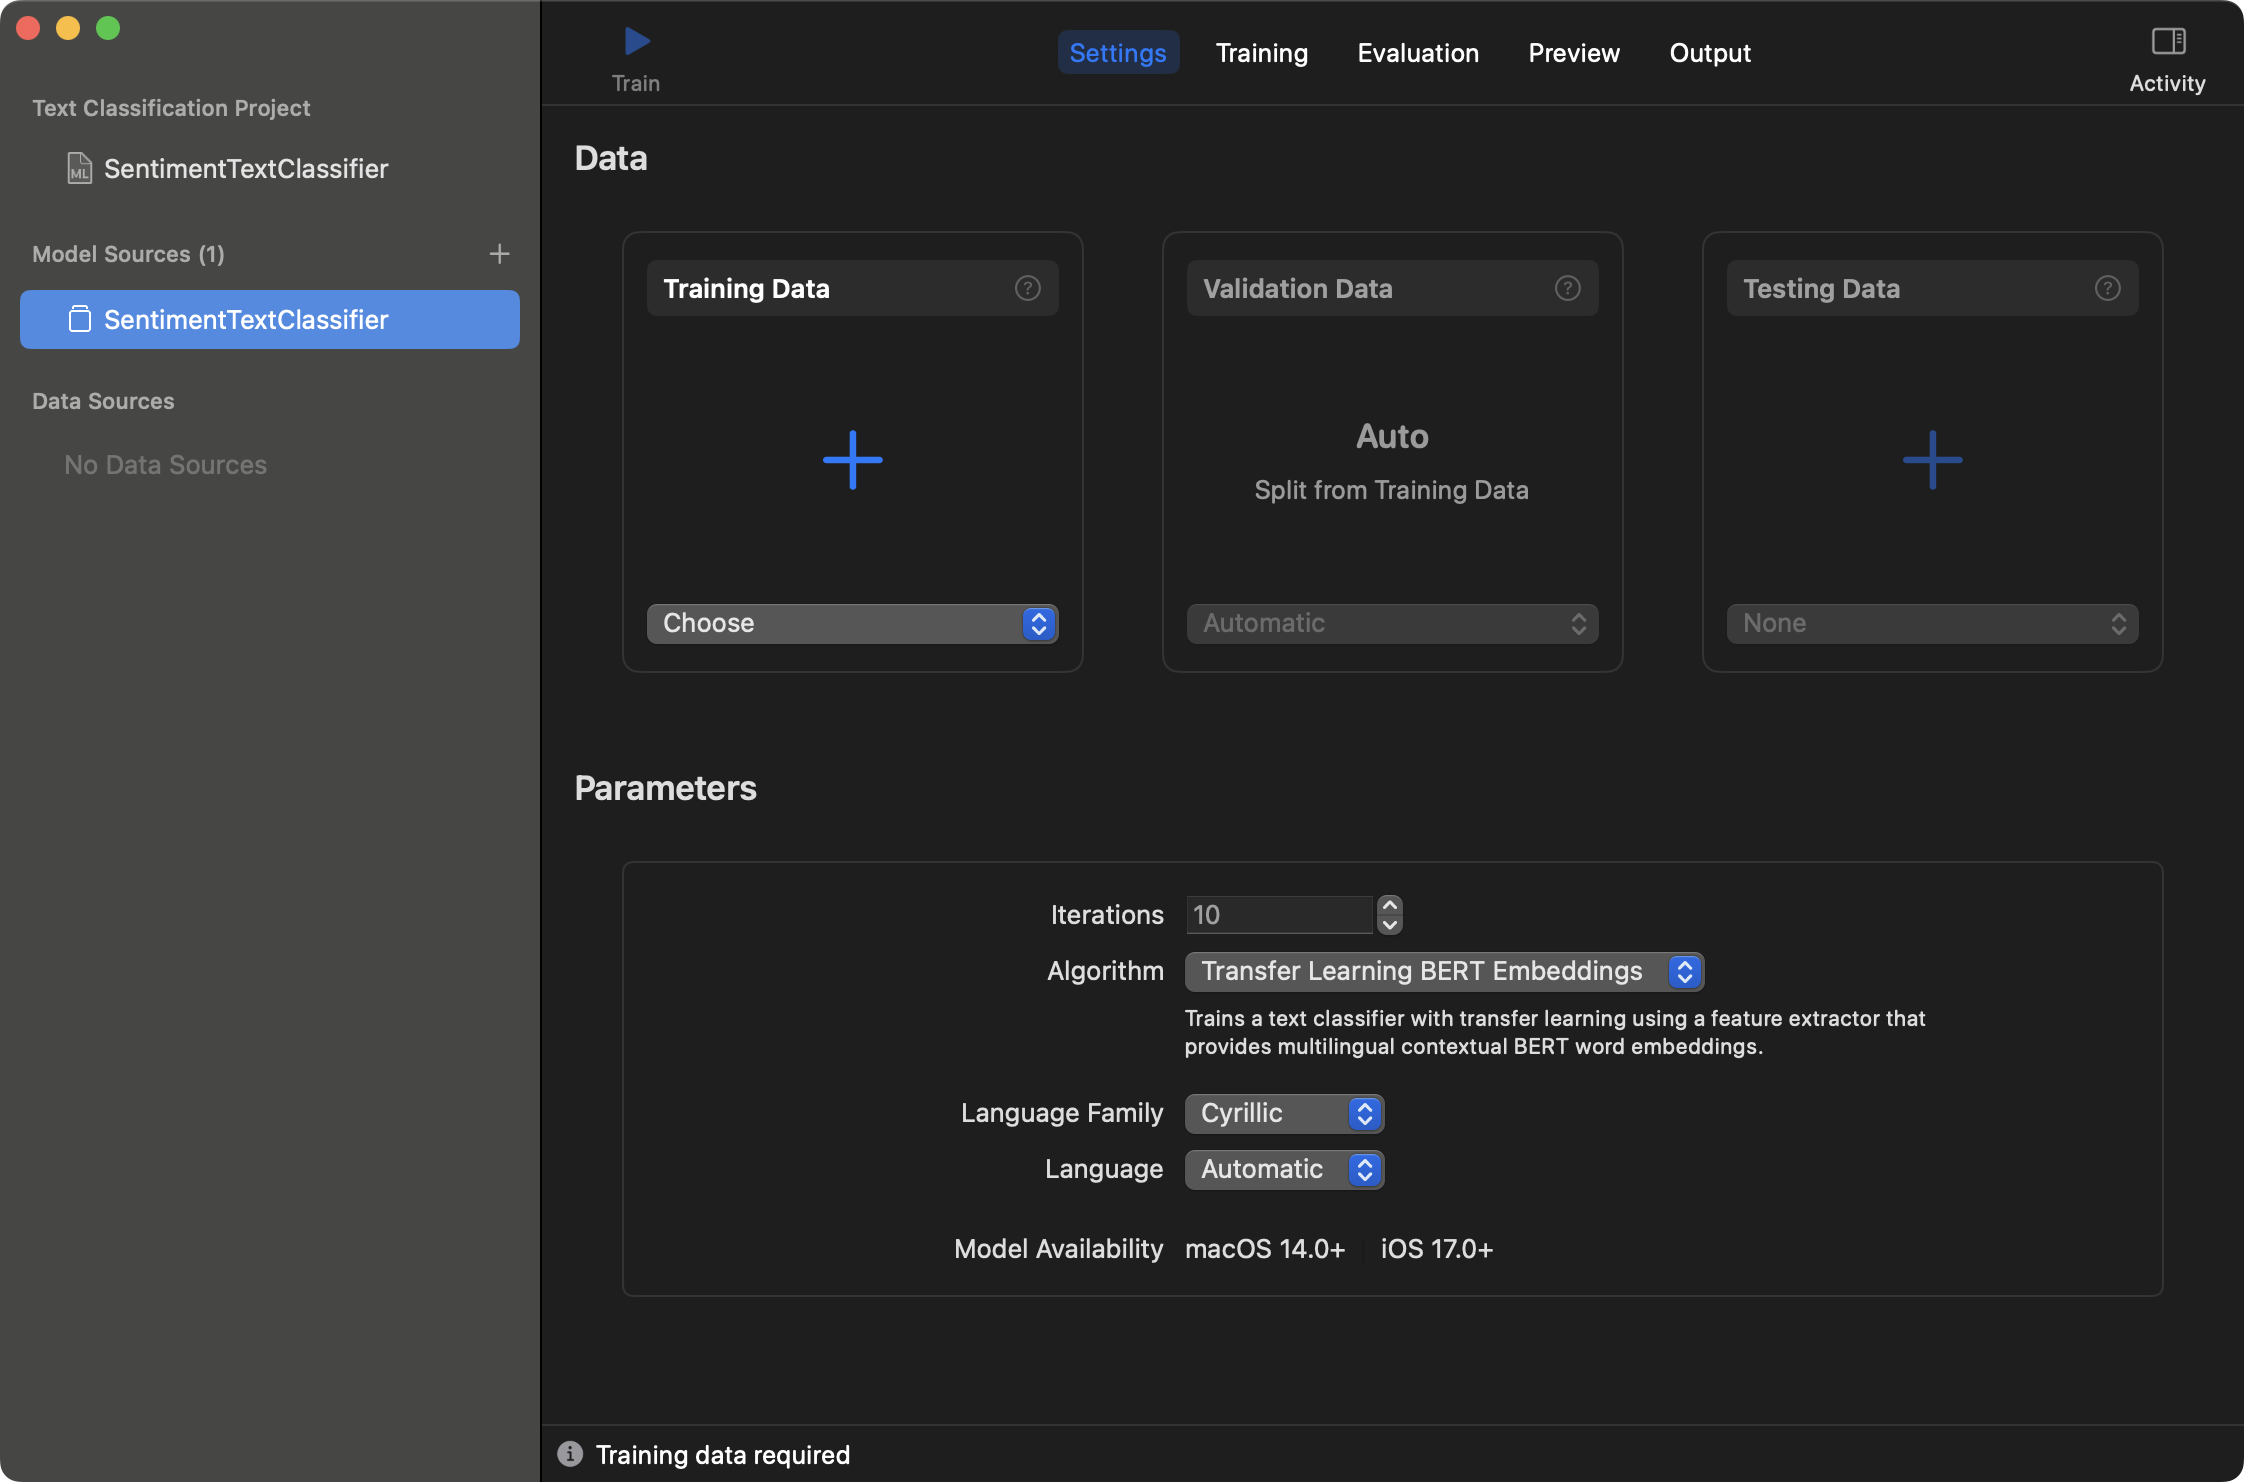 Text Classification Project
ML
SentimentTextClassifier
Model Sources (1)
SentimentTextClassifier
Data Sources
No Data Sources
Train
Settings
Training
Evaluation
Preview
Output
Activity
Data
Training Data
?
Choose
Validation Data
?
Auto
Split from Training Data
Automatic
Testing Data
?
None
Parameters
Iterations
10
Algorithm
Transfer Learning BERT Embeddings
Trains a text classifier with transfer learning using a feature extractor that
provides multilingual contextual BERT word embeddings.
Language Family
Cyrillic
Language
Automatic
Model Availability
macOS 14.0+
iOS 17.0+
Training data required